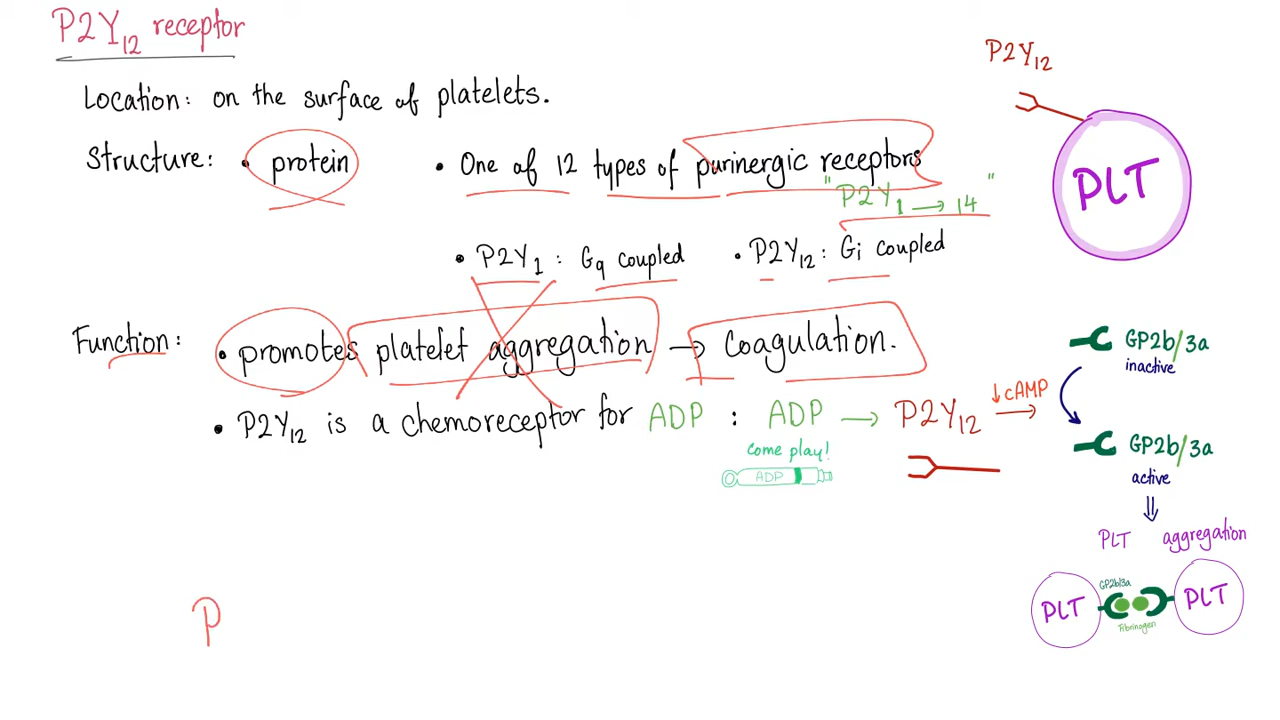 P2Y12 receptor
P2Y12
Location: on the surface of platelets.
Structure: • protein • One of 12 types of purinergic receptors
"P2Y1 → 14"
PLT
• P2Y1 : Gq coupled • P2Y12 : Gi coupled
Function: • promotes platelet aggregation → Coagulation.
GP2b/3a
inactive
• P2Y12 is a chemoreceptor for ADP : ADP → P2Y12 ↓cAMP →
come play!
ADP
GP2b/3a
active
⇓
PLT aggregation
GP2b/3a
PLT PLT
Fibrinogen
P